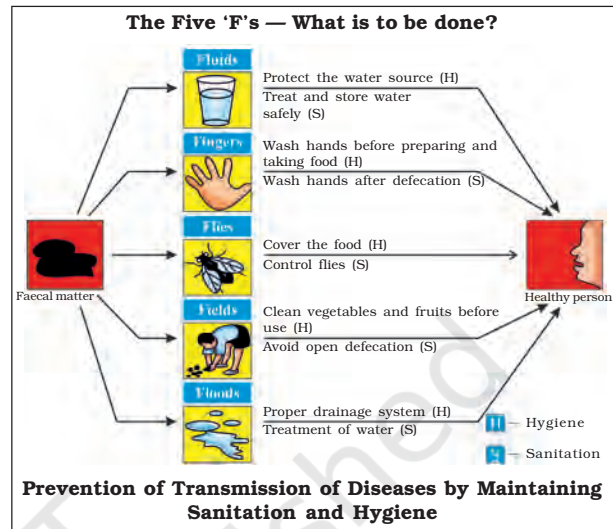 The Five 'F's — What is to be done?
Fluids
Protect the water source (H)
Treat and store water
safely (S)
Fingers
Wash hands before preparing and
taking food (H)
Wash hands after defecation (S)
Flies
Cover the food (H)
Control flies (S)
Faecal matter
Healthy person
Fields
Clean vegetables and fruits before
use (H)
Avoid open defecation (S)
Floods
Proper drainage system (H)
Treatment of water (S)
H — Hygiene
S — Sanitation
Prevention of Transmission of Diseases by Maintaining
Sanitation and Hygiene